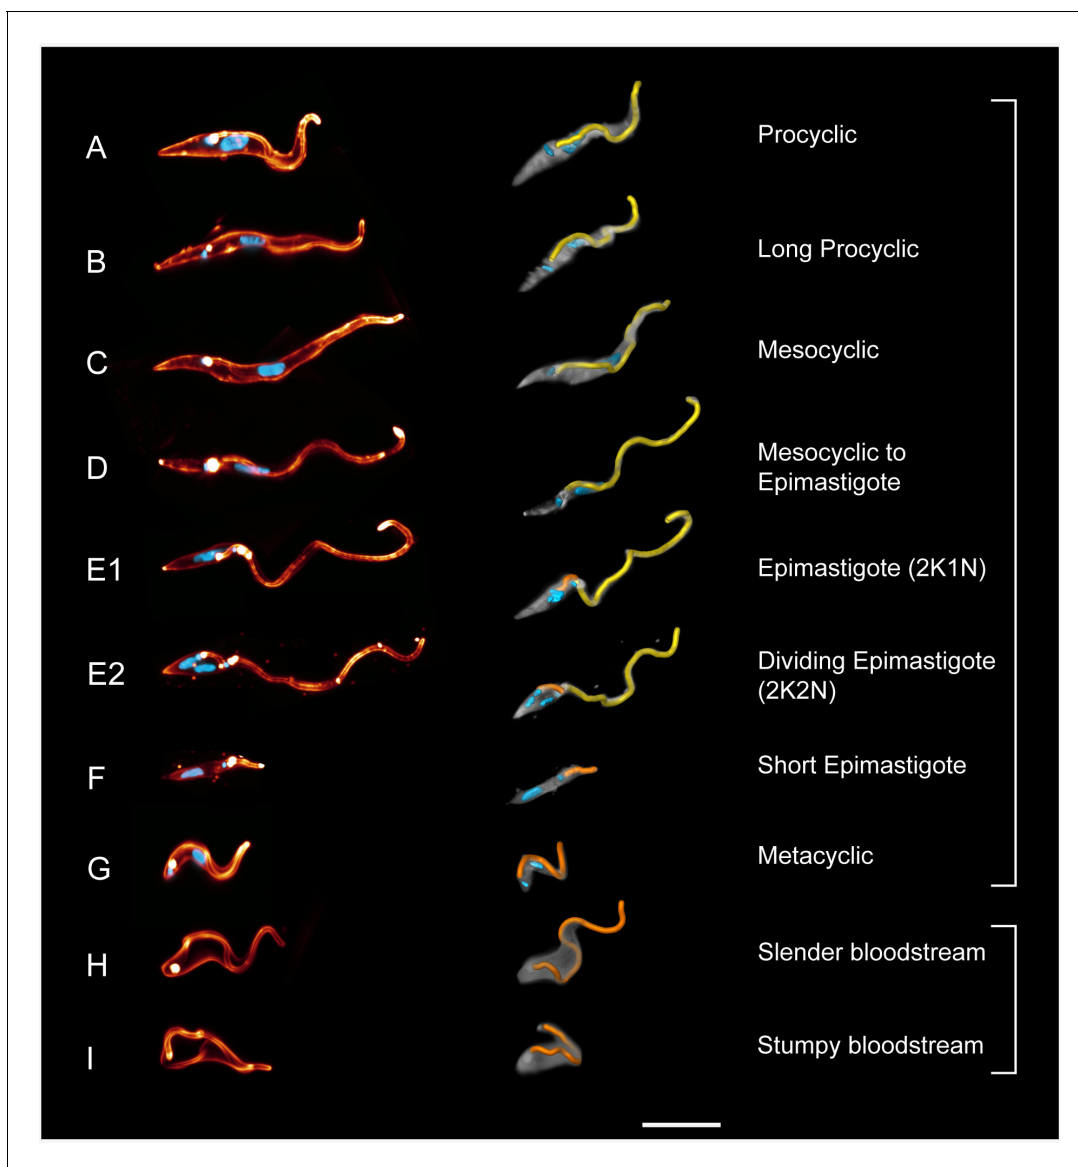 A
Procyclic
B
Long Procyclic
C
Mesocyclic
D
Mesocyclic to
Epimastigote
E1
Epimastigote (2K1N)
E2
Dividing Epimastigote
(2K2N)
F
Short Epimastigote
G
Metacyclic
H
Slender bloodstream
I
Stumpy bloodstream